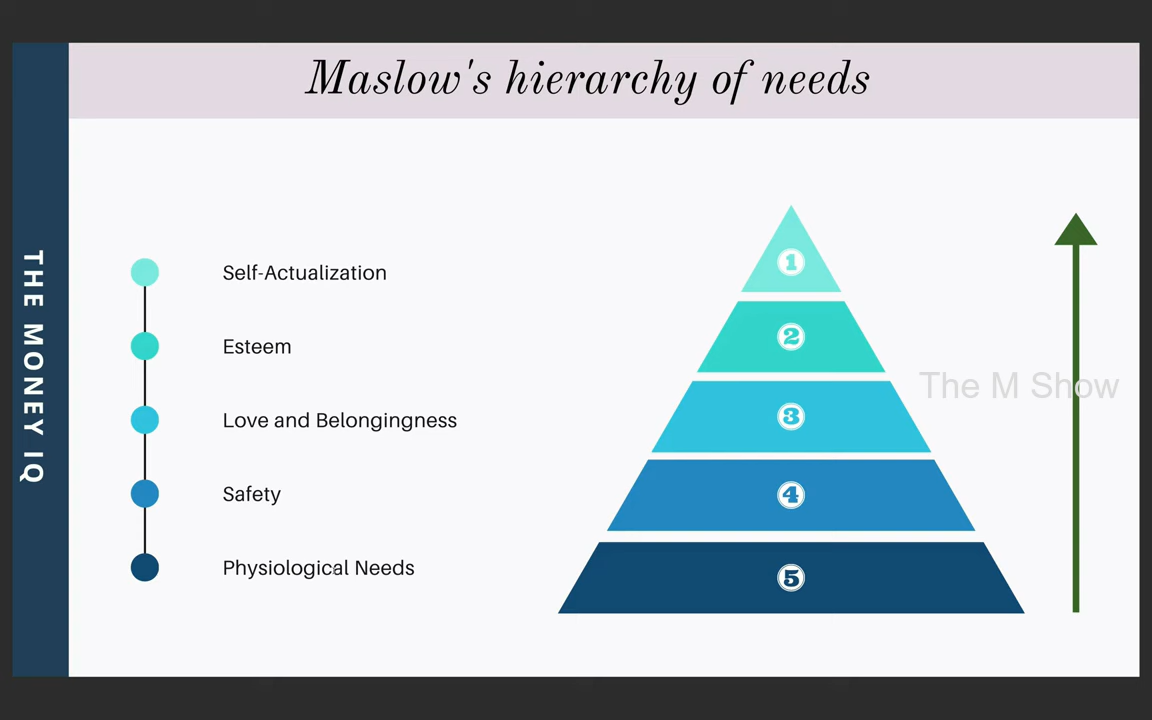 Maslow's hierarchy of needs
THE MONEY IQ
Self-Actualization
Esteem
Love and Belongingness
Safety
Physiological Needs
1
2
3
4
5
The M Show